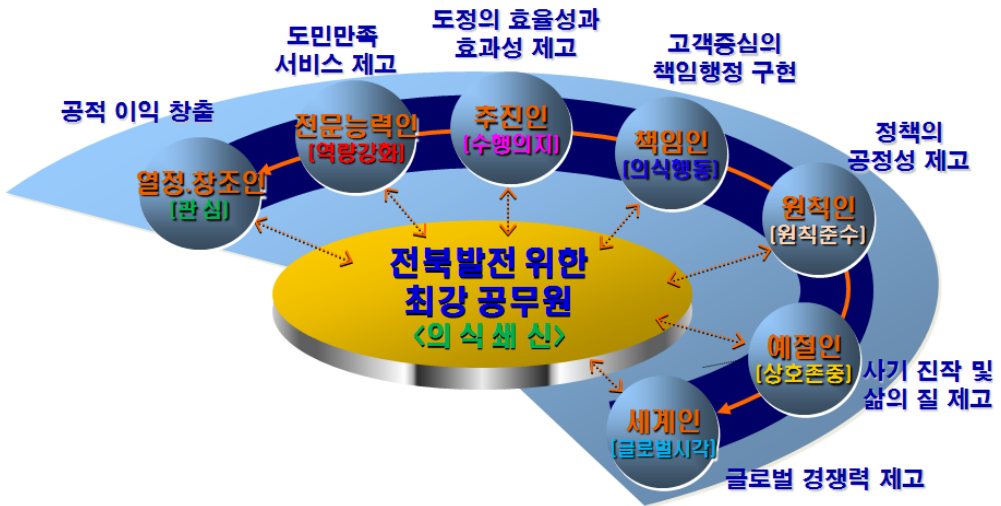 도정의 효율성과
효과성 제고
도민만족
서비스 제고
고객중심의
책임행정 구현
공적 이익 창출
정책의
공정성 제고
열정.창조인
[관 심]
전문능력인
[역량강화]
추진인
[수행의지]
책임인
[의식행동]
원칙인
[원칙준수]
전북발전 위한
최강 공무원
<의 식 쇄 신>
예절인
[상호존중]
사기 진작 및
삶의 질 제고
세계인
[글로벌시각]
글로벌 경쟁력 제고